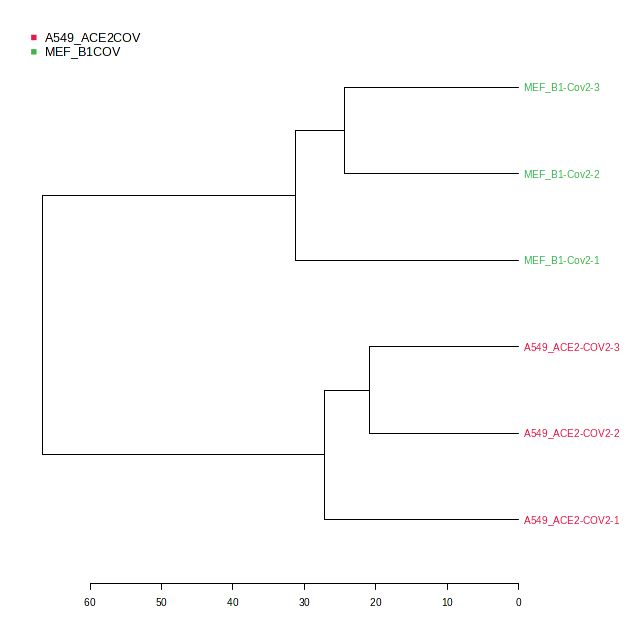 A549_ACE2COV
MEF_B1COV
MEF_B1-Cov2-3
MEF_B1-Cov2-2
MEF_B1-Cov2-1
A549_ACE2-COV2-3
A549_ACE2-COV2-2
A549_ACE2-COV2-1
60 50 40 30 20 10 0